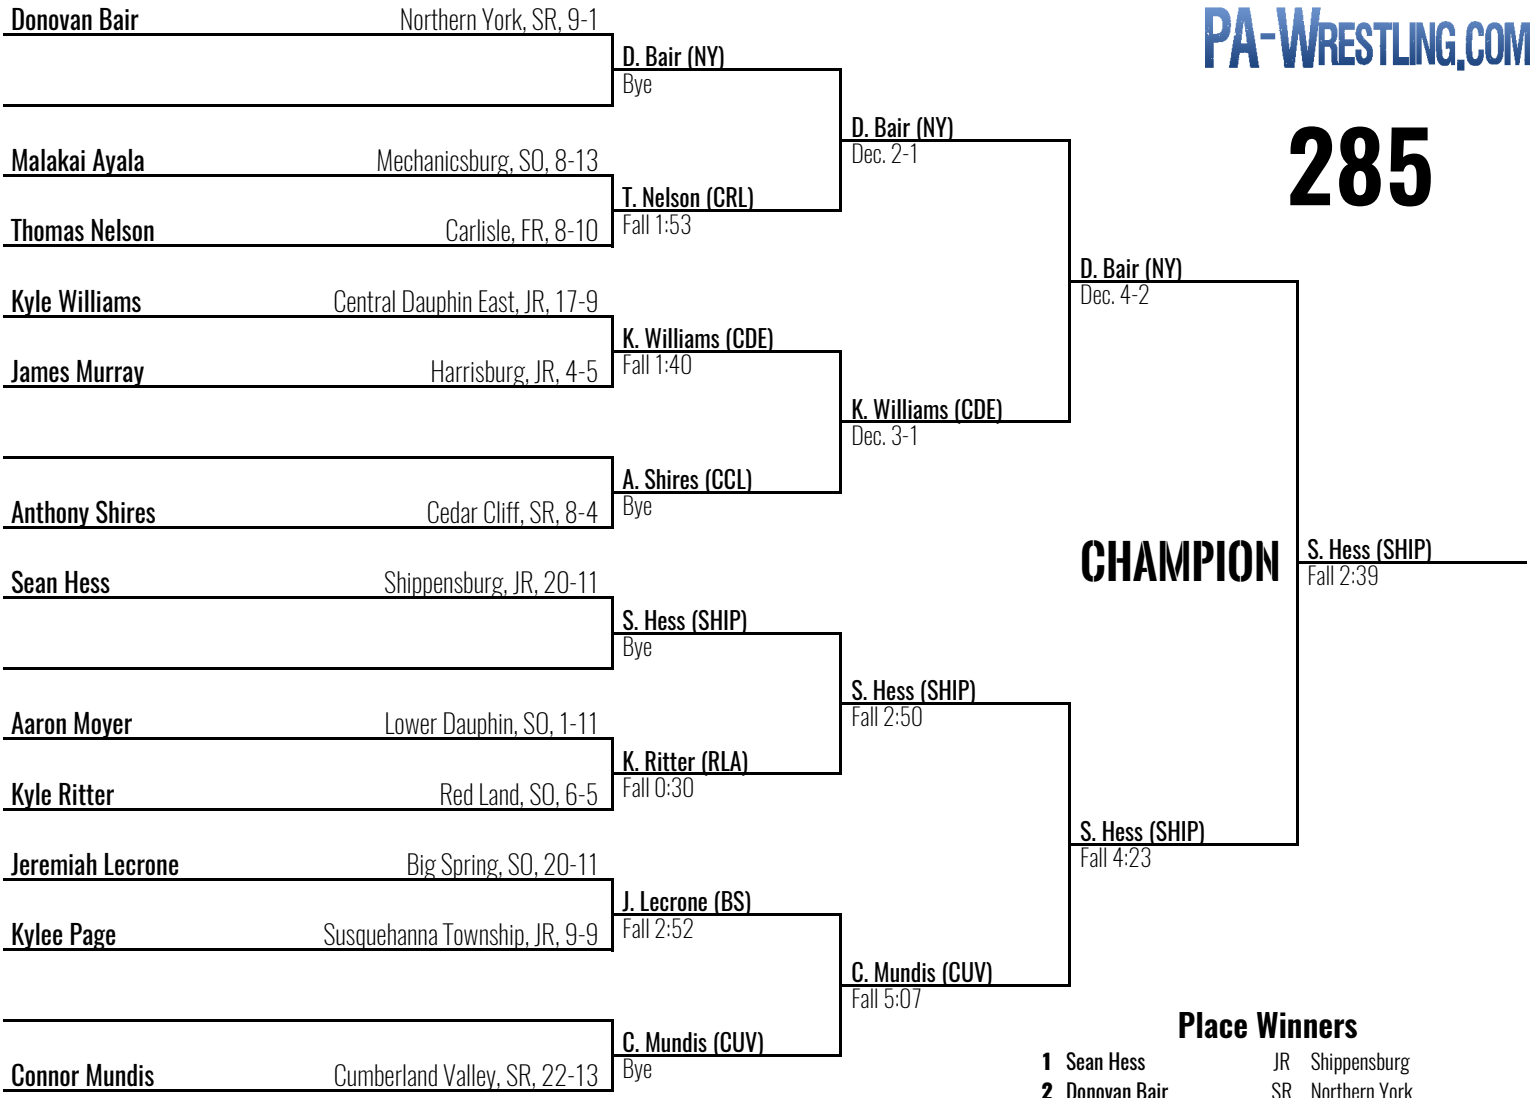 PA-WRESTLING.COM
285
Donovan Bair Northern York, SR, 9-1
D. Bair (NY)
Bye
D. Bair (NY)
Dec. 2-1
Malakai Ayala Mechanicsburg, SO, 8-13
T. Nelson (CRL)
Fall 1:53
Thomas Nelson Carlisle, FR, 8-10
D. Bair (NY)
Dec. 4-2
Kyle Williams Central Dauphin East, JR, 17-9
K. Williams (CDE)
Fall 1:40
James Murray Harrisburg, JR, 4-5
K. Williams (CDE)
Dec. 3-1
A. Shires (CCL)
Bye
Anthony Shires Cedar Cliff, SR, 8-4
CHAMPION
S. Hess (SHIP)
Fall 2:39
Sean Hess Shippensburg, JR, 20-11
S. Hess (SHIP)
Bye
S. Hess (SHIP)
Fall 2:50
Aaron Moyer Lower Dauphin, SO, 1-11
K. Ritter (RLA)
Fall 0:30
Kyle Ritter Red Land, SO, 6-5
S. Hess (SHIP)
Fall 4:23
Jeremiah Lecrone Big Spring, SO, 20-11
J. Lecrone (BS)
Fall 2:52
Kylee Page Susquehanna Township, JR, 9-9
C. Mundis (CUV)
Fall 5:07
C. Mundis (CUV)
Bye
Connor Mundis Cumberland Valley, SR, 22-13
Place Winners
1 Sean Hess JR Shippensburg
2 Donovan Bair SR Northern York